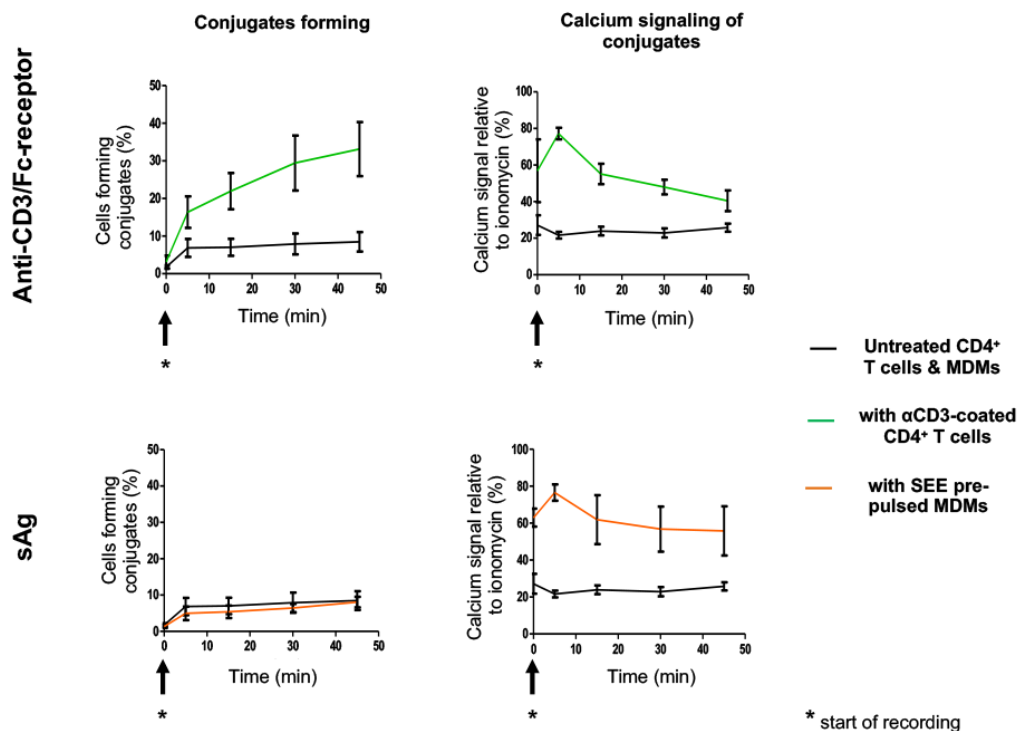 Conjugates forming
Calcium signaling of
conjugates
Anti-CD3/Fc-receptor
Cells forming
conjugates (%)
50
40
30
20
10
0
0 10 20 30 40 50
Time (min)
*
Calcium signal relative
to ionomycin (%)
100
80
60
40
20
0
0 10 20 30 40 50
Time (min)
*
Untreated CD4+
T cells & MDMs
with αCD3-coated
CD4+ T cells
with SEE pre-
pulsed MDMs
sAg
Cells forming
conjugates (%)
50
40
30
20
10
0
0 10 20 30 40 50
Time (min)
*
Calcium signal relative
to ionomycin (%)
100
80
60
40
20
0
0 10 20 30 40 50
Time (min)
*
* start of recording